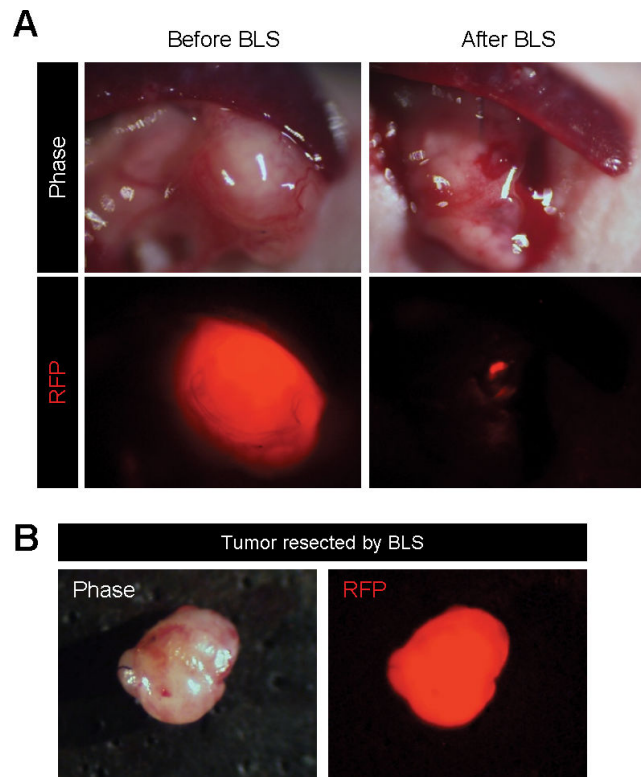 A
Before BLS
After BLS
Phase
RFP
B
Tumor resected by BLS
Phase
RFP